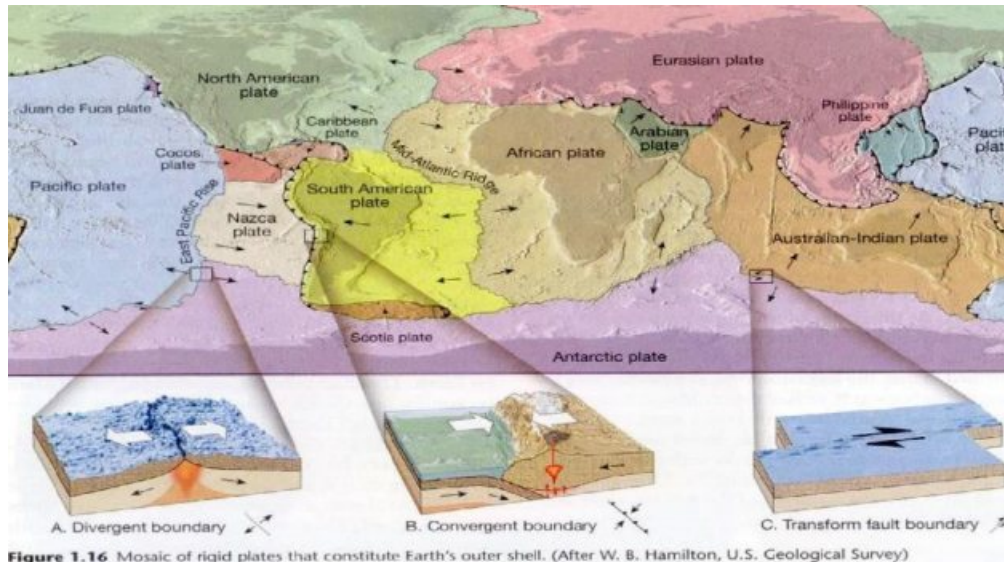 North American
plate
Eurasian plate
Juan de Fuca plate
Caribbean
plate
Philippine
plate
Arabian
plate
Cocos
plate
Mid-Atlantic Ridge
African plate
Pacific plate
South American
plate
East Pacific Rise
Nazca
plate
Australian-Indian plate
Scotia plate
Antarctic plate
A. Divergent boundary
B. Convergent boundary
C. Transform fault boundary
Figure 1.16 Mosaic of rigid plates that constitute Earth's outer shell. (After W. B. Hamilton, U.S. Geological Survey)